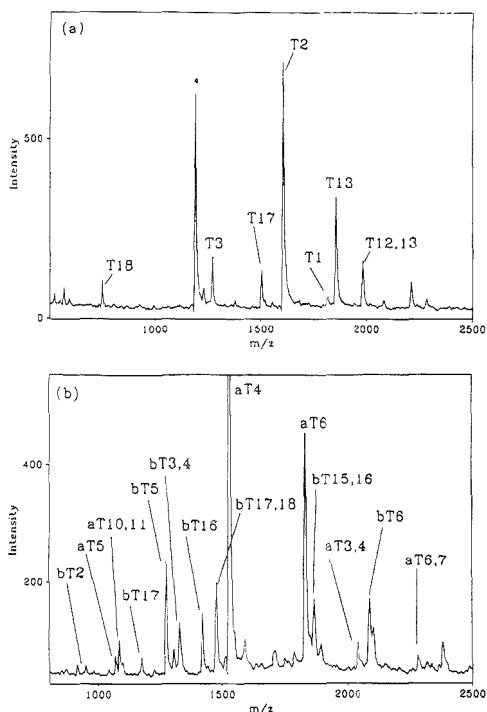 (a)
T2
4
500
T13
Intensity
T17
T3
T12,13
T1
T18
0
1000
1500
2000
2500
m/z
(b)
aT4
400
aT6
bT3,4
bT15,16
bT5
bT17,18
aT10,11
bT6
bT16
aT3,4
aT5
Intensity
aT6,7
200
bT2
bT17
1000
1500
2000
2500
m/z